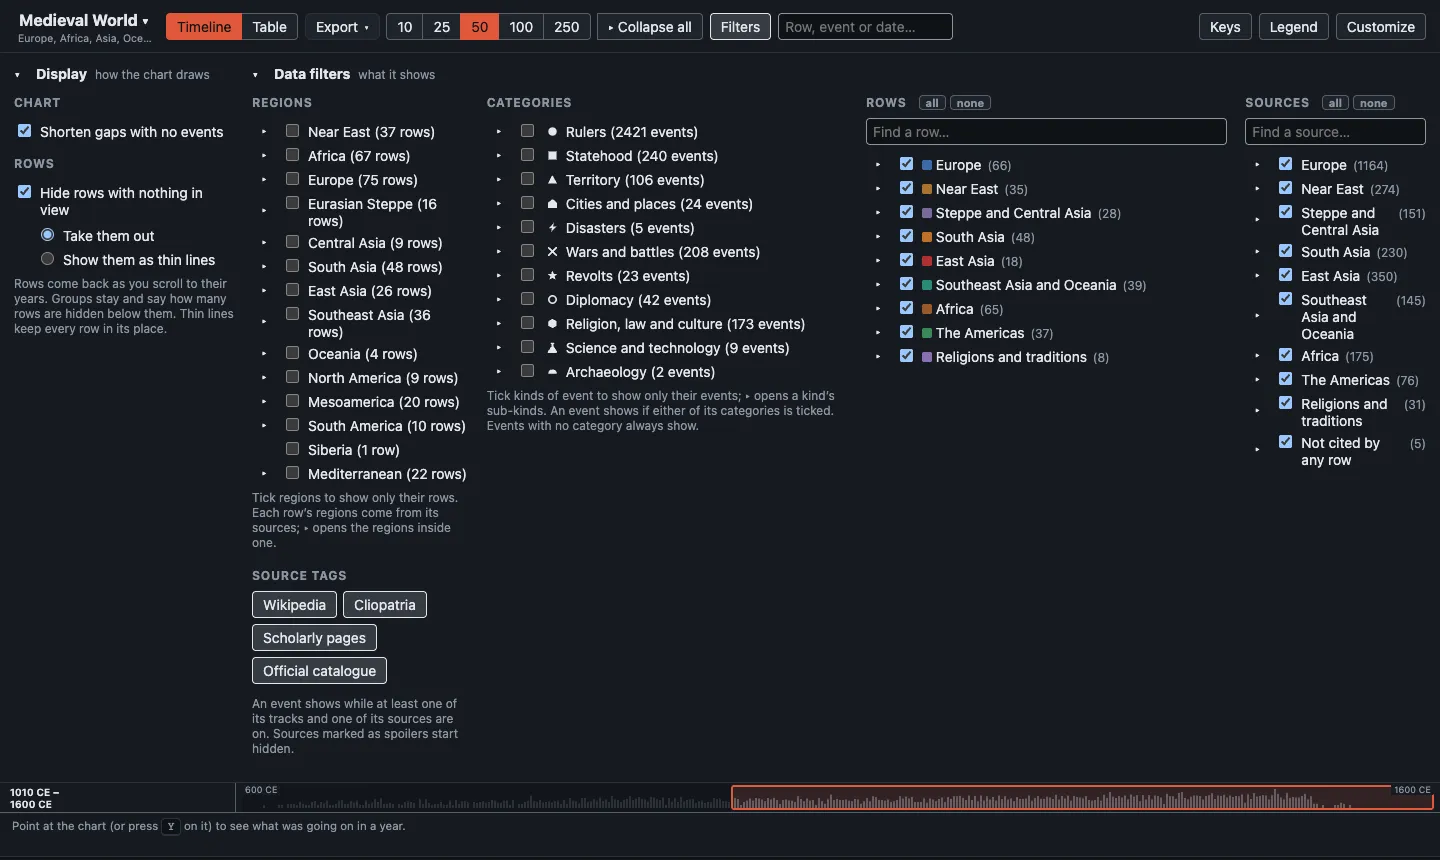 Medieval World ▾
Europe, Africa, Asia, Oce…
Timeline
Table
Export ▾
10
25
50
100
250
▸ Collapse all
Filters
Row, event or date…
Keys
Legend
Customize
▾ Display how the chart draws
CHART
Shorten gaps with no events
ROWS
Hide rows with nothing in
view
Take them out
Show them as thin lines
Rows come back as you scroll to their
years. Groups stay and say how many
rows are hidden below them. Thin lines
keep every row in its place.
▾ Data filters what it shows
REGIONS
Near East (37 rows)
Africa (67 rows)
Europe (75 rows)
Eurasian Steppe (16
rows)
Central Asia (9 rows)
South Asia (48 rows)
East Asia (26 rows)
Southeast Asia (36
rows)
Oceania (4 rows)
North America (9 rows)
Mesoamerica (20 rows)
South America (10 rows)
Siberia (1 row)
Mediterranean (22 rows)
Tick regions to show only their rows.
Each row's regions come from its
sources; ▸ opens the regions inside
one.
SOURCE TAGS
Wikipedia
Cliopatria
Scholarly pages
Official catalogue
An event shows while at least one of
its tracks and one of its sources are
on. Sources marked as spoilers start
hidden.
CATEGORIES
Rulers (2421 events)
Statehood (240 events)
Territory (106 events)
Cities and places (24 events)
Disasters (5 events)
Wars and battles (208 events)
Revolts (23 events)
Diplomacy (42 events)
Religion, law and culture (173 events)
Science and technology (9 events)
Archaeology (2 events)
Tick kinds of event to show only their events; ▸ opens a kind's
sub-kinds. An event shows if either of its categories is ticked.
Events with no category always show.
ROWS all none
Find a row…
Europe (66)
Near East (35)
Steppe and Central Asia (28)
South Asia (48)
East Asia (18)
Southeast Asia and Oceania (39)
Africa (65)
The Americas (37)
Religions and traditions (8)
SOURCES all none
Find a source…
Europe (1164)
Near East (274)
Steppe and (151)
Central Asia
South Asia (230)
East Asia (350)
Southeast (145)
Asia and
Oceania
Africa (175)
The Americas (76)
Religions and (31)
traditions
Not cited by (5)
any row
1010 CE –
1600 CE
600 CE
1600 CE
Point at the chart (or press Y on it) to see what was going on in a year.